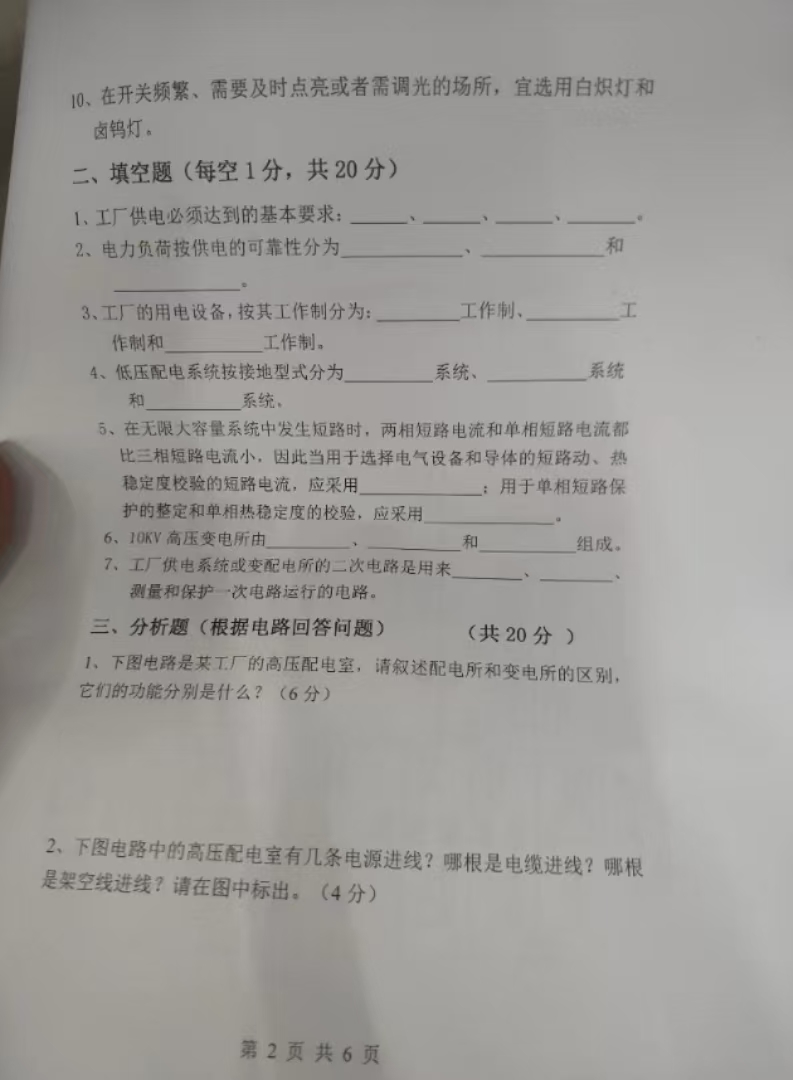 10、在开关频繁、需要及时点亮或者需调光的场所，宜选用白炽灯和
卤钨灯。
二、填空题（每空1分，共20分）
1、工厂供电必须达到的基本要求：______、______、______、_______。
2、电力负荷按供电的可靠性分为_____________、_____________和
_____________。
3、工厂的用电设备，按其工作制分为：_________工作制、__________工
作制和__________工作制。
4、低压配电系统按接地型式分为_________系统、__________系统
和__________系统。
5、在无限大容量系统中发生短路时，两相短路电流和单相短路电流都
比三相短路电流小，因此当用于选择电气设备和导体的短路动、热
稳定度校验的短路电流，应采用_____________；用于单相短路保
护的整定和单相热稳定度的校验，应采用_____________。
6、10KV高压变电所由_________、__________和__________组成。
7、工厂供电系统或变配电所的二次电路是用来_______、________、
测量和保护一次电路运行的电路。
三、分析题（根据电路回答问题） （共20分 ）
1、下图电路是某工厂的高压配电室，请叙述配电所和变电所的区别，
它们的功能分别是什么？（6分）
2、下图电路中的高压配电室有几条电源进线？哪根是电缆进线？哪根
是架空线进线？请在图中标出。（4分）
第 2 页 共 6 页